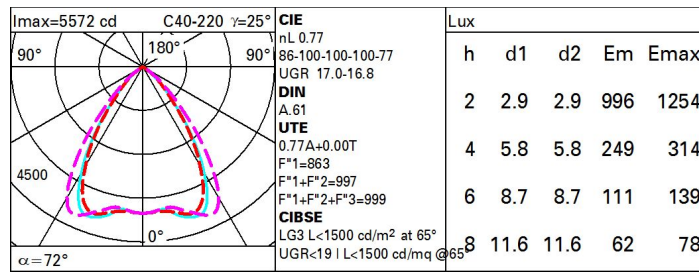 Imax=5572 cd C40-220 γ=25°
90° 180° 90°
4500
0°
α=72°
CIE
nL 0.77
86-100-100-100-77
UGR 17.0-16.8
DIN
A.61
UTE
0.77A+0.00T
F"1=863
F"1+F"2=997
F"1+F"2+F"3=999
CIBSE
LG3 L<1500 cd/m² at 65°
UGR<19 | L<1500 cd/mq @65°
Lux
h d1 d2 Em Emax
2 2.9 2.9 996 1254
4 5.8 5.8 249 314
6 8.7 8.7 111 139
8 11.6 11.6 62 78